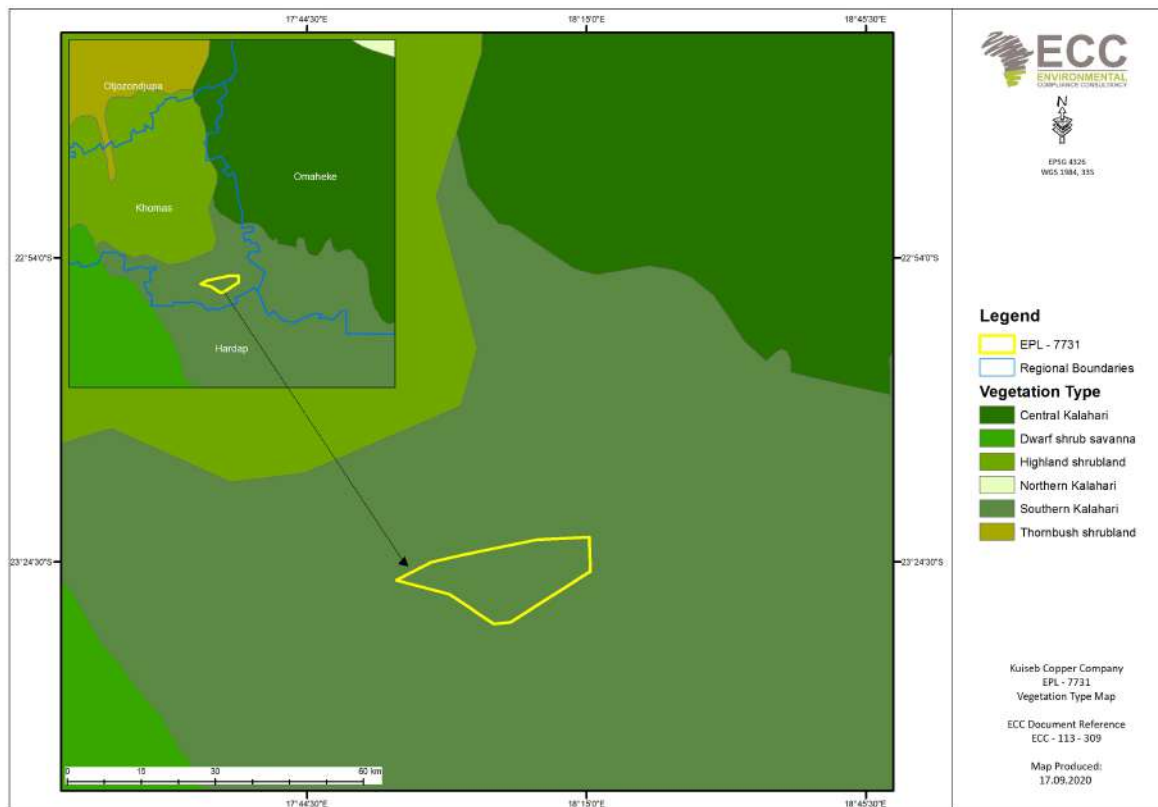 17°44'30"E
18°15'0"E
18°45'30"E
Otjozondjupa
Omaheke
Khomas
Hardap
22°54'0"S
22°54'0"S
23°24'30"S
23°24'30"S
0 15 30 60 km
17°44'30"E
18°15'0"E
18°45'30"E
ECC
ENVIRONMENTAL
COMPLIANCE CONSULTANCY
N
EPSG 4326
WGS 1984, 33S
Legend
EPL - 7731
Regional Boundaries
Vegetation Type
Central Kalahari
Dwarf shrub savanna
Highland shrubland
Northern Kalahari
Southern Kalahari
Thornbush shrubland
Kuiseb Copper Company
EPL - 7731
Vegetation Type Map
ECC Document Reference
ECC - 113 - 309
Map Produced:
17.09.2020